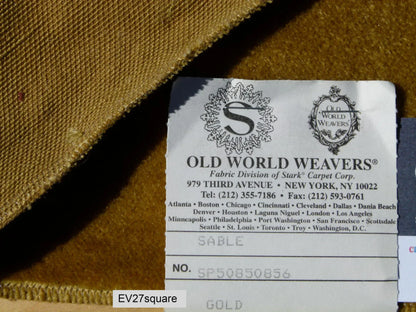 S
OLD
WORLD
WEAVERS
OLD WORLD WEAVERS®
Fabric Division of Stark® Carpet Corp.
979 THIRD AVENUE • NEW YORK, NY 10022
Tel: (212) 355-7186 • Fax: (212) 593-0761
Atlanta • Boston • Chicago • Cincinnati • Cleveland • Dallas • Dania Beach
Denver • Houston • Laguna Niguel • London • Los Angeles
Minneapolis • Philadelphia • Port Washington • San Francisco • Scottsdale
Seattle • St. Louis • Toronto • Troy • Washington, D.C.
SABLE
NO. SP50850856
GOLD
EV27square